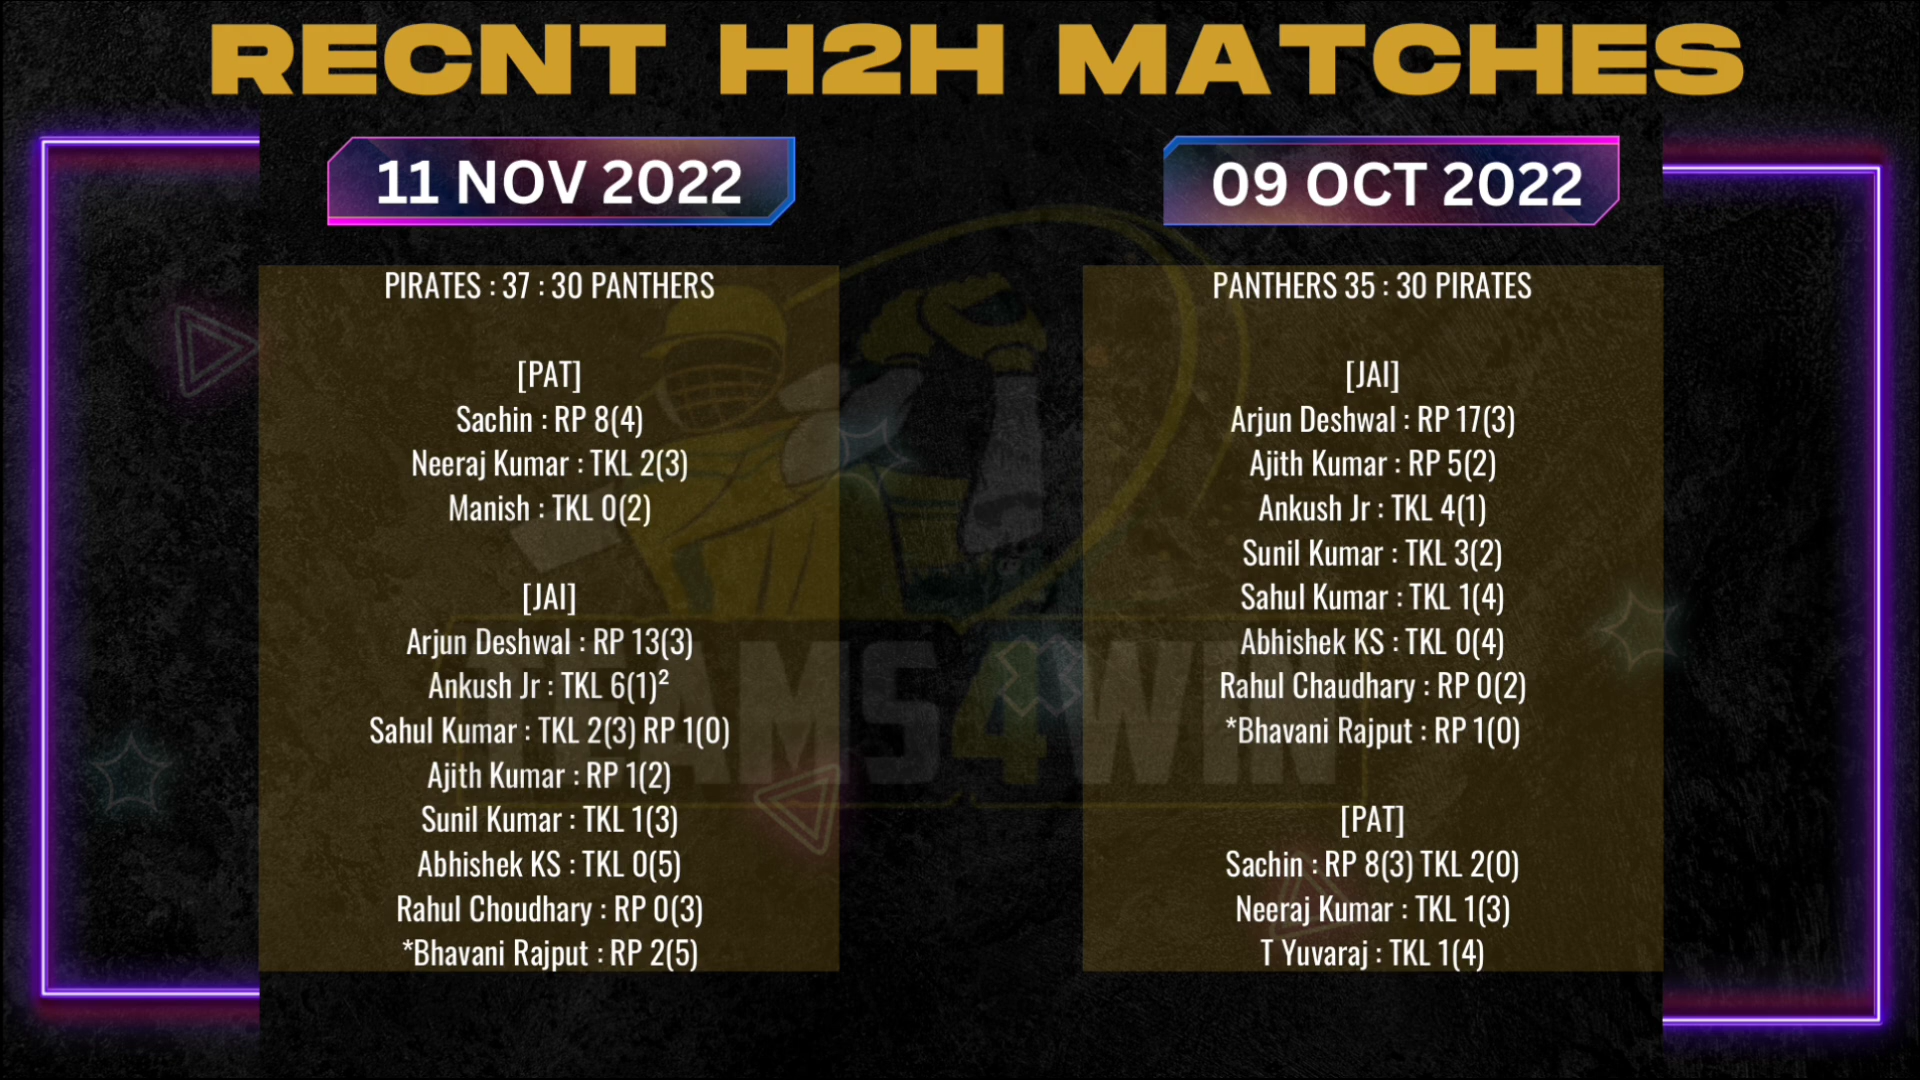 RECNT H2H MATCHES
11 NOV 2022
PIRATES : 37 : 30 PANTHERS
[PAT]
Sachin : RP 8(4)
Neeraj Kumar : TKL 2(3)
Manish : TKL 0(2)
[JAI]
Arjun Deshwal : RP 13(3)
Ankush Jr : TKL 6(1)²
Sahul Kumar : TKL 2(3) RP 1(0)
Ajith Kumar : RP 1(2)
Sunil Kumar : TKL 1(3)
Abhishek KS : TKL 0(5)
Rahul Choudhary : RP 0(3)
*Bhavani Rajput : RP 2(5)
09 OCT 2022
PANTHERS 35 : 30 PIRATES
[JAI]
Arjun Deshwal : RP 17(3)
Ajith Kumar : RP 5(2)
Ankush Jr : TKL 4(1)
Sunil Kumar : TKL 3(2)
Sahul Kumar : TKL 1(4)
Abhishek KS : TKL 0(4)
Rahul Chaudhary : RP 0(2)
*Bhavani Rajput : RP 1(0)
[PAT]
Sachin : RP 8(3) TKL 2(0)
Neeraj Kumar : TKL 1(3)
T Yuvaraj : TKL 1(4)
TEAMS4WIN